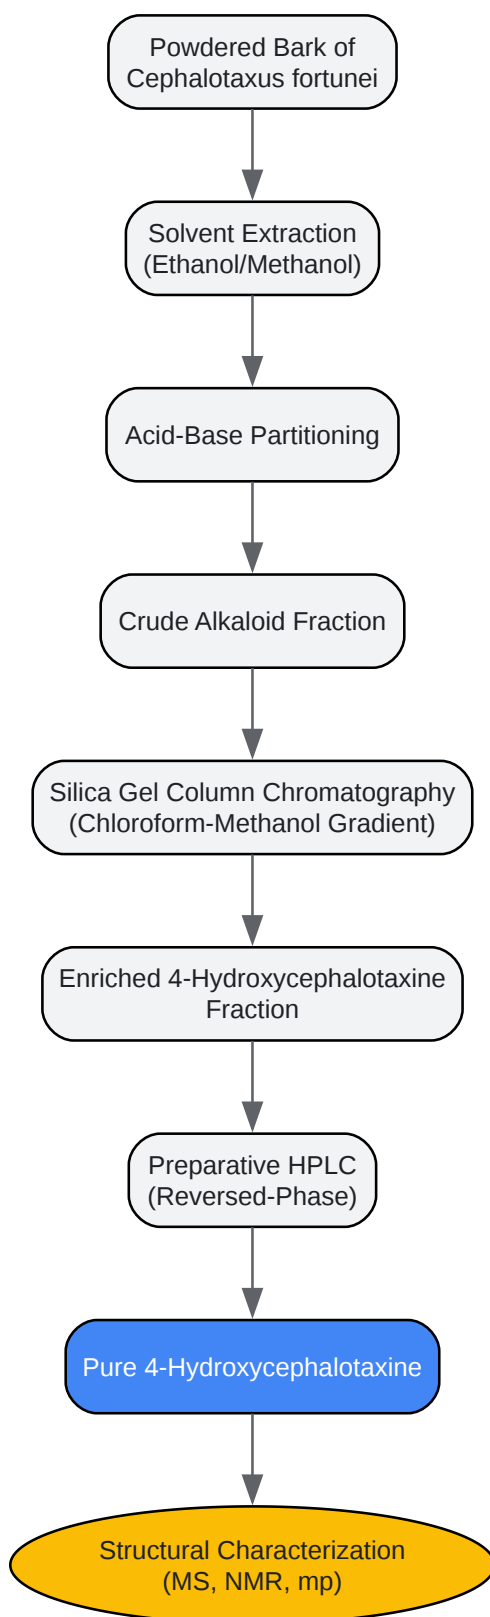 Powdered Bark of
Cephalotaxus fortunei
Solvent Extraction
(Ethanol/Methanol)
Acid-Base Partitioning
Crude Alkaloid Fraction
Silica Gel Column Chromatography
(Chloroform-Methanol Gradient)
Enriched 4-Hydroxycephalotaxine
Fraction
Preparative HPLC
(Reversed-Phase)
Pure 4-Hydroxycephalotaxine
Structural Characterization
(MS, NMR, mp)